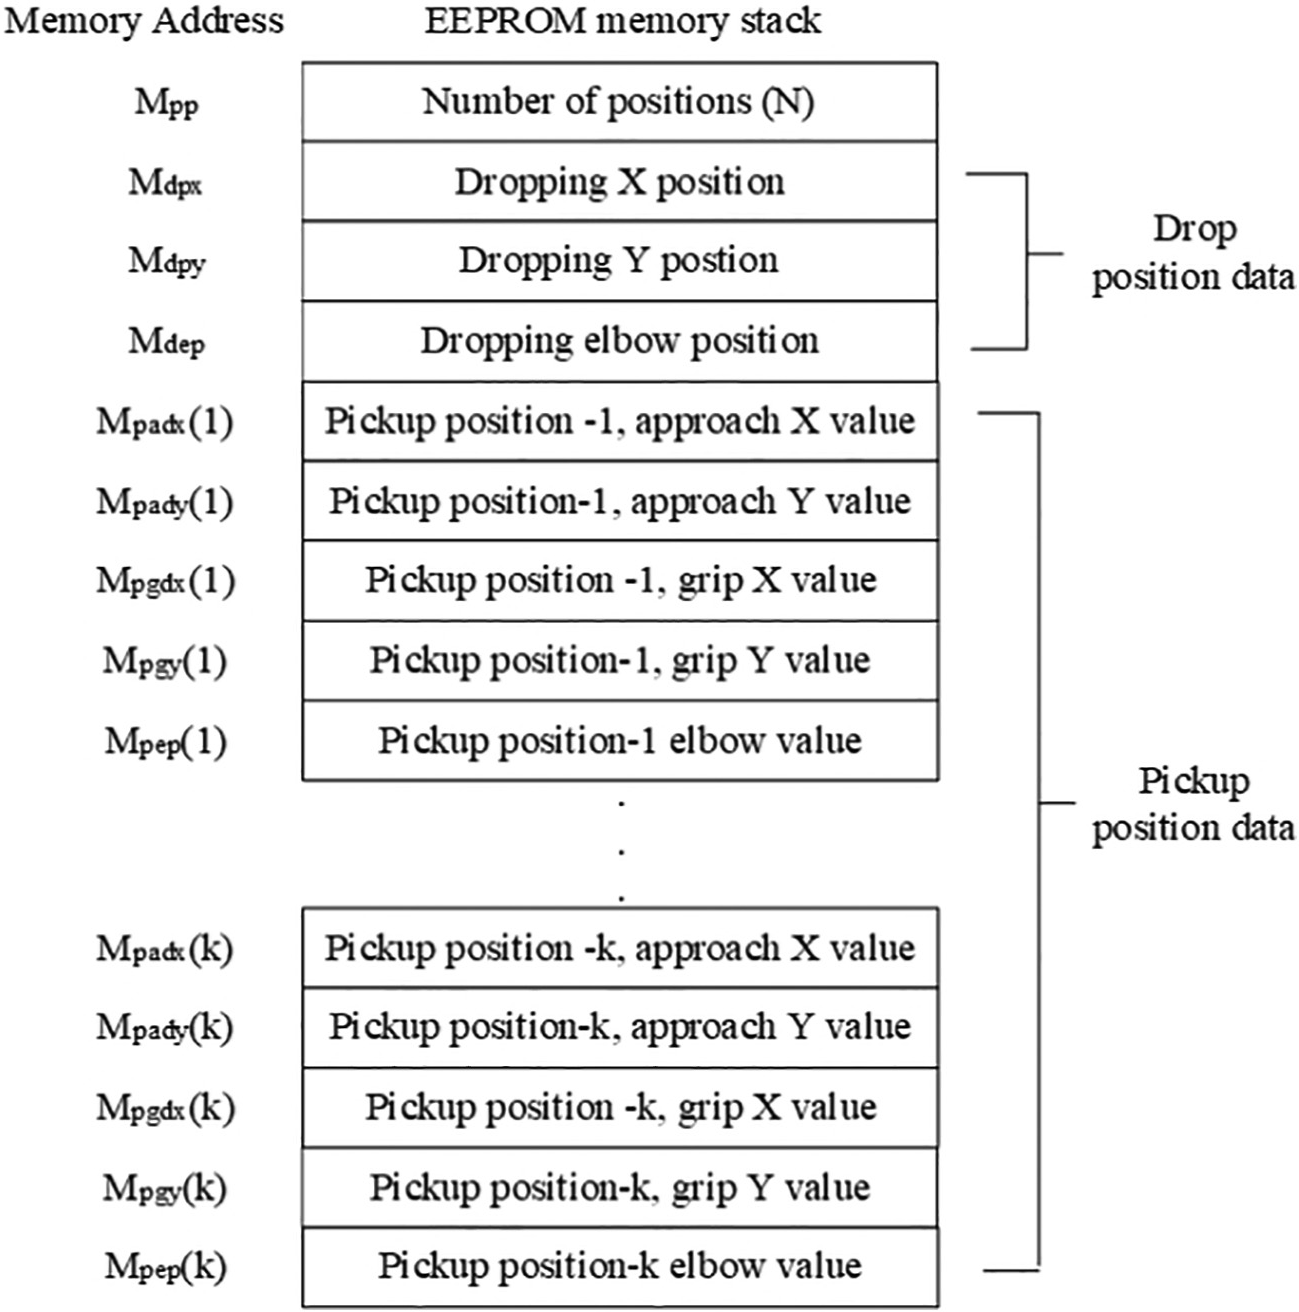 Memory Address EEPROM memory stack
Mpp Number of positions (N)
Mdpx Dropping X position
Mdpy Dropping Y postion
Drop
position data
Mdep Dropping elbow position
Mpadx(1) Pickup position -1, approach X value
Mpady(1) Pickup position-1, approach Y value
Mpgdx(1) Pickup position -1, grip X value
Mpgy(1) Pickup position-1, grip Y value
Mpep(1) Pickup position-1 elbow value
Pickup
position data
.
.
.
Mpadx(k) Pickup position -k, approach X value
Mpady(k) Pickup position-k, approach Y value
Mpgdx(k) Pickup position -k, grip X value
Mpgy(k) Pickup position-k, grip Y value
Mpep(k) Pickup position-k elbow value